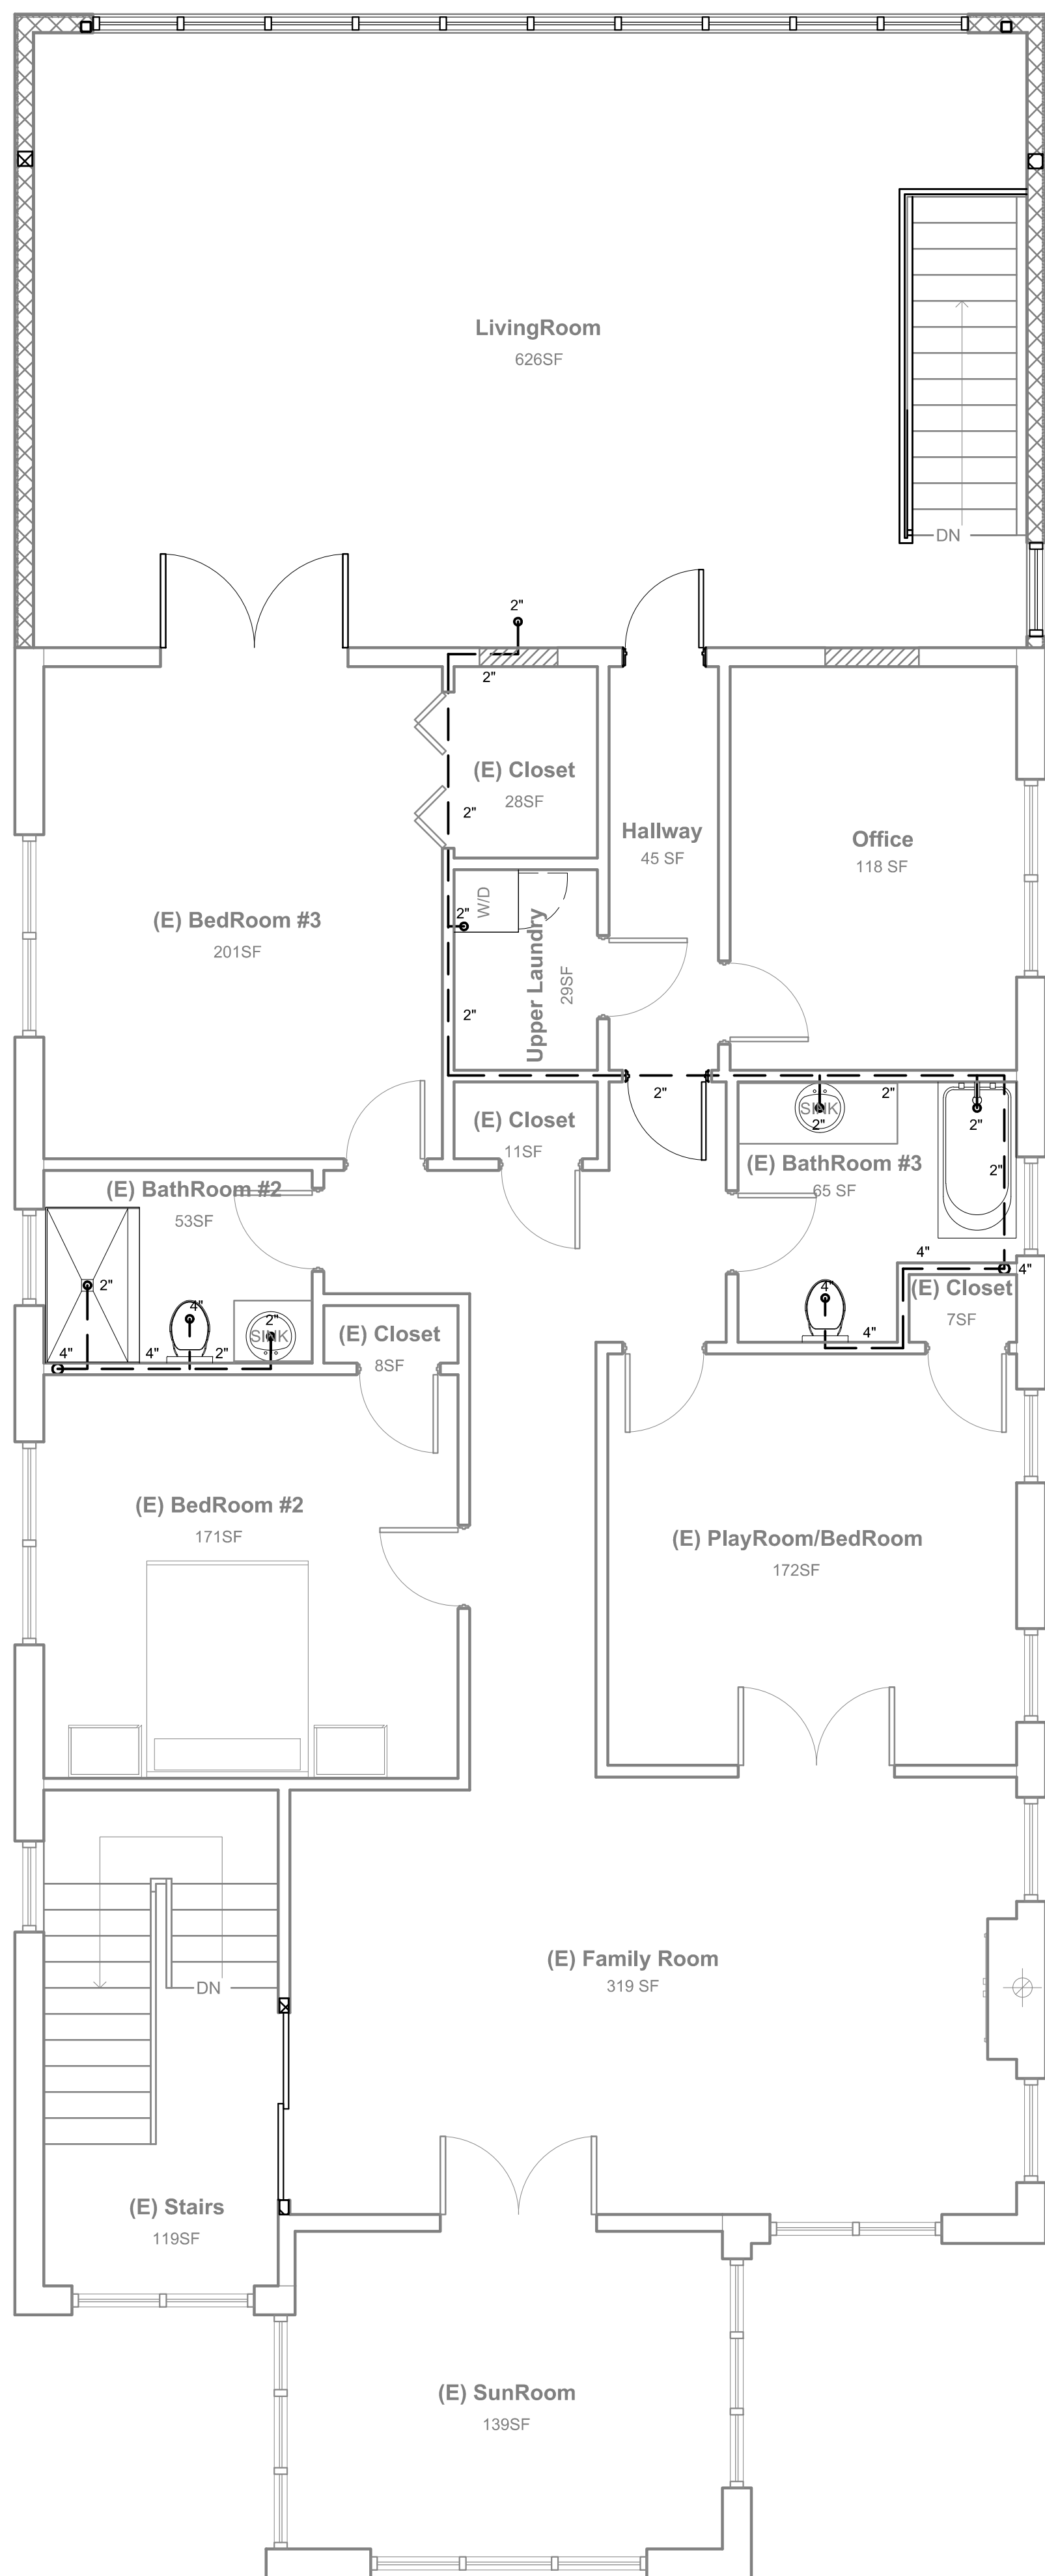 LivingRoom
626SF
DN
2"
2"
(E) Closet
28SF
2"
Hallway
45 SF
Office
118 SF
(E) BedRoom #3
201SF
2"
W/D
Upper Laundry
29SF
2"
2"
2"
SINK
2"
2"
(E) Closet
11SF
(E) BathRoom #3
65 SF
2"
(E) BathRoom #2
53SF
2"
4"
2"
SINK
4"
4"
2"
4"
4"
4"
4"
(E) Closet
7SF
(E) Closet
8SF
(E) BedRoom #2
171SF
(E) PlayRoom/BedRoom
172SF
(E) Family Room
319 SF
DN
(E) Stairs
119SF
(E) SunRoom
139SF